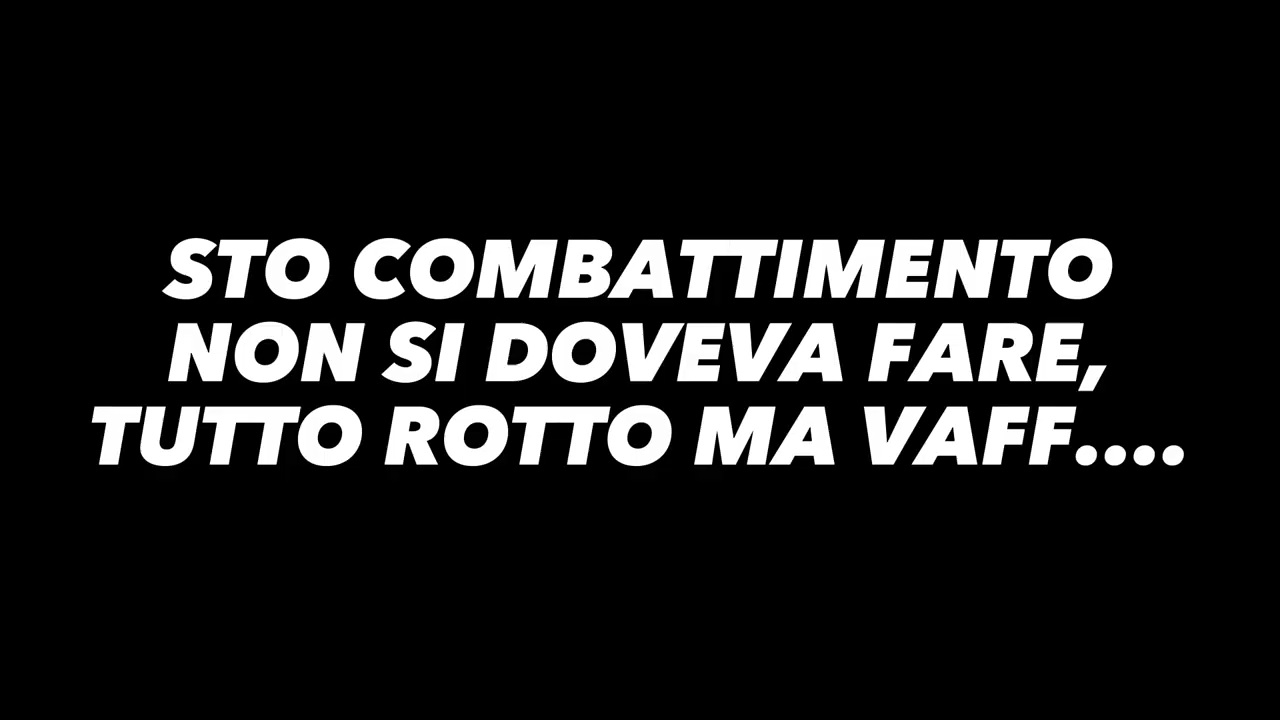 STO COMBATTIMENTO
NON SI DOVEVA FARE,
TUTTO ROTTO MA VAFF....